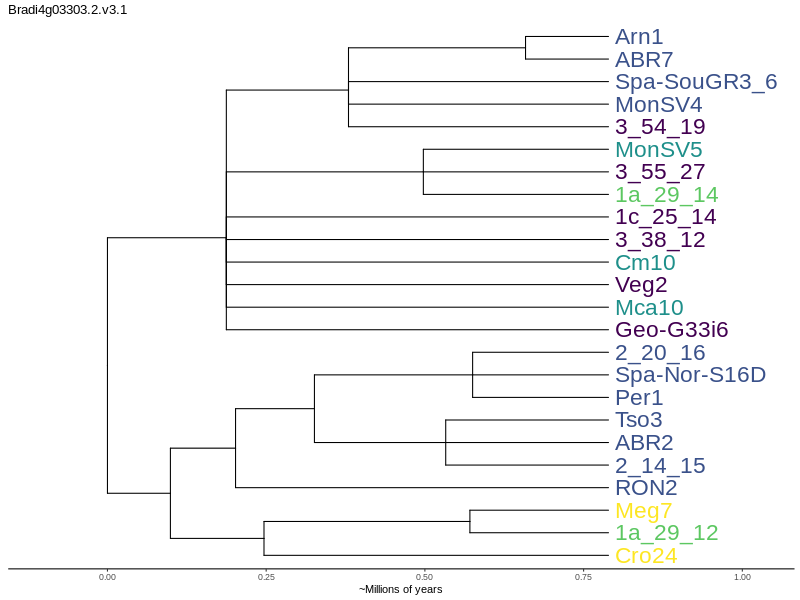 Bradi4g03303.2.v3.1
Arn1
ABR7
Spa-SouGR3_6
MonSV4
3_54_19
MonSV5
3_55_27
1a_29_14
1c_25_14
3_38_12
Cm10
Veg2
Mca10
Geo-G33i6
2_20_16
Spa-Nor-S16D
Per1
Tso3
ABR2
2_14_15
RON2
Meg7
1a_29_12
Cro24
0.00 0.25 0.50 0.75 1.00
~Millions of years